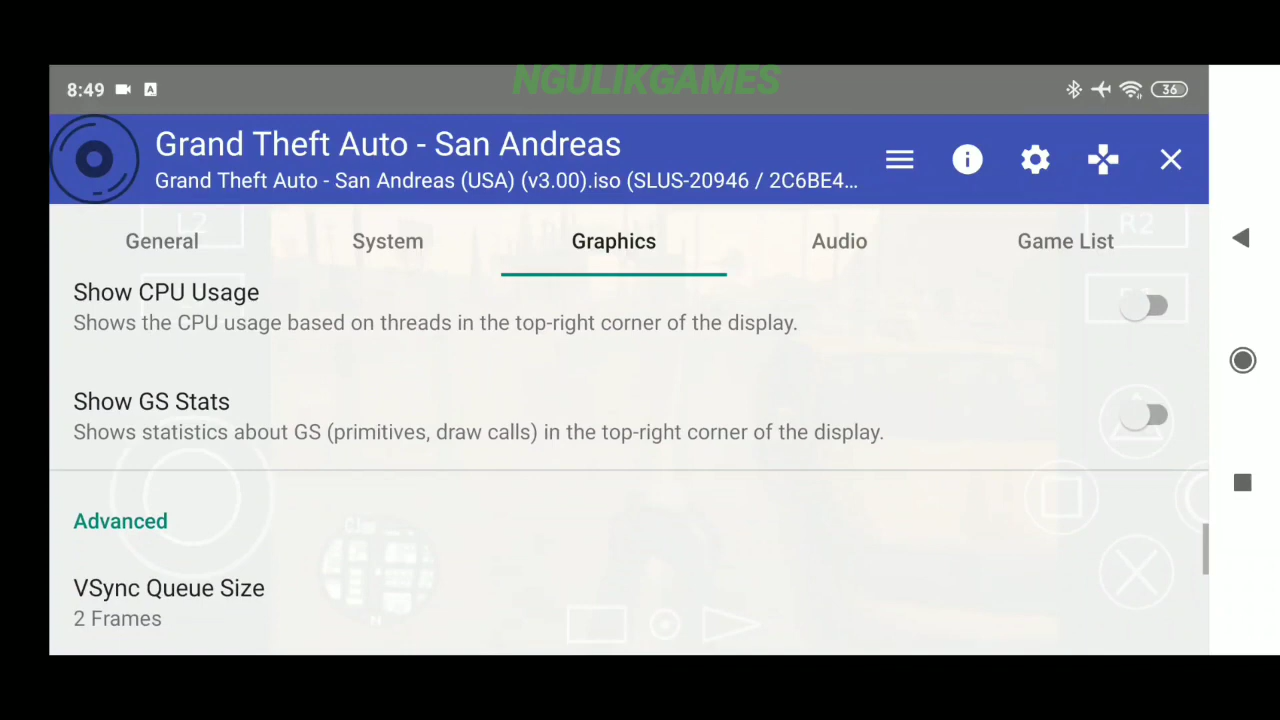 NGULIKGAMES
8:49
A
36
Grand Theft Auto - San Andreas
Grand Theft Auto - San Andreas (USA) (v3.00).iso (SLUS-20946 / 2C6BE4...
L2
R2
General
System
Graphics
Audio
Game List
Show CPU Usage
Shows the CPU usage based on threads in the top-right corner of the display.
Show GS Stats
Shows statistics about GS (primitives, draw calls) in the top-right corner of the display.
Advanced
VSync Queue Size
2 Frames
N